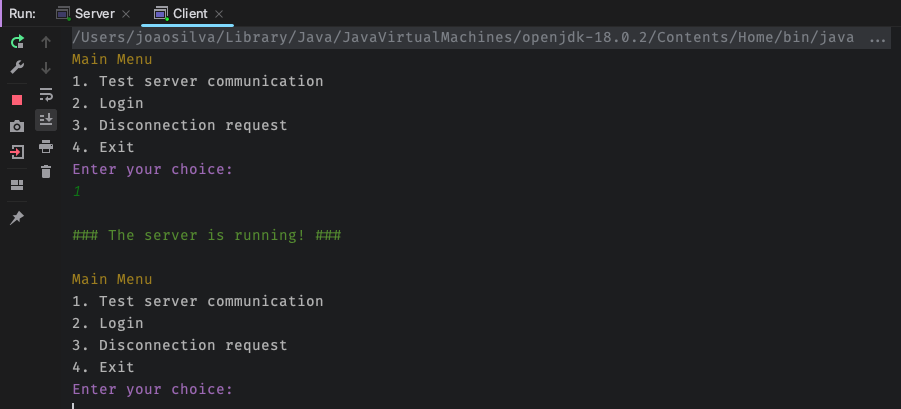 Run: Server Client
/Users/joaosilva/Library/Java/JavaVirtualMachines/openjdk-18.0.2/Contents/Home/bin/java ...
Main Menu
1. Test server communication
2. Login
3. Disconnection request
4. Exit
Enter your choice:
1
### The server is running! ###
Main Menu
1. Test server communication
2. Login
3. Disconnection request
4. Exit
Enter your choice: